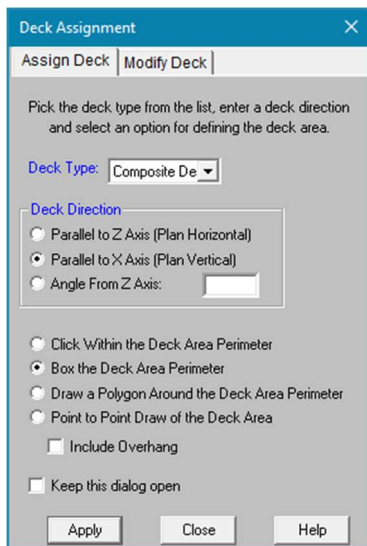 Deck Assignment
Assign Deck Modify Deck
Pick the deck type from the list, enter a deck direction
and select an option for defining the deck area.
Deck Type: Composite De
Deck Direction
Parallel to Z Axis (Plan Horizontal)
Parallel to X Axis (Plan Vertical)
Angle From Z Axis:
Click Within the Deck Area Perimeter
Box the Deck Area Perimeter
Draw a Polygon Around the Deck Area Perimeter
Point to Point Draw of the Deck Area
Include Overhang
Keep this dialog open
Apply Close Help